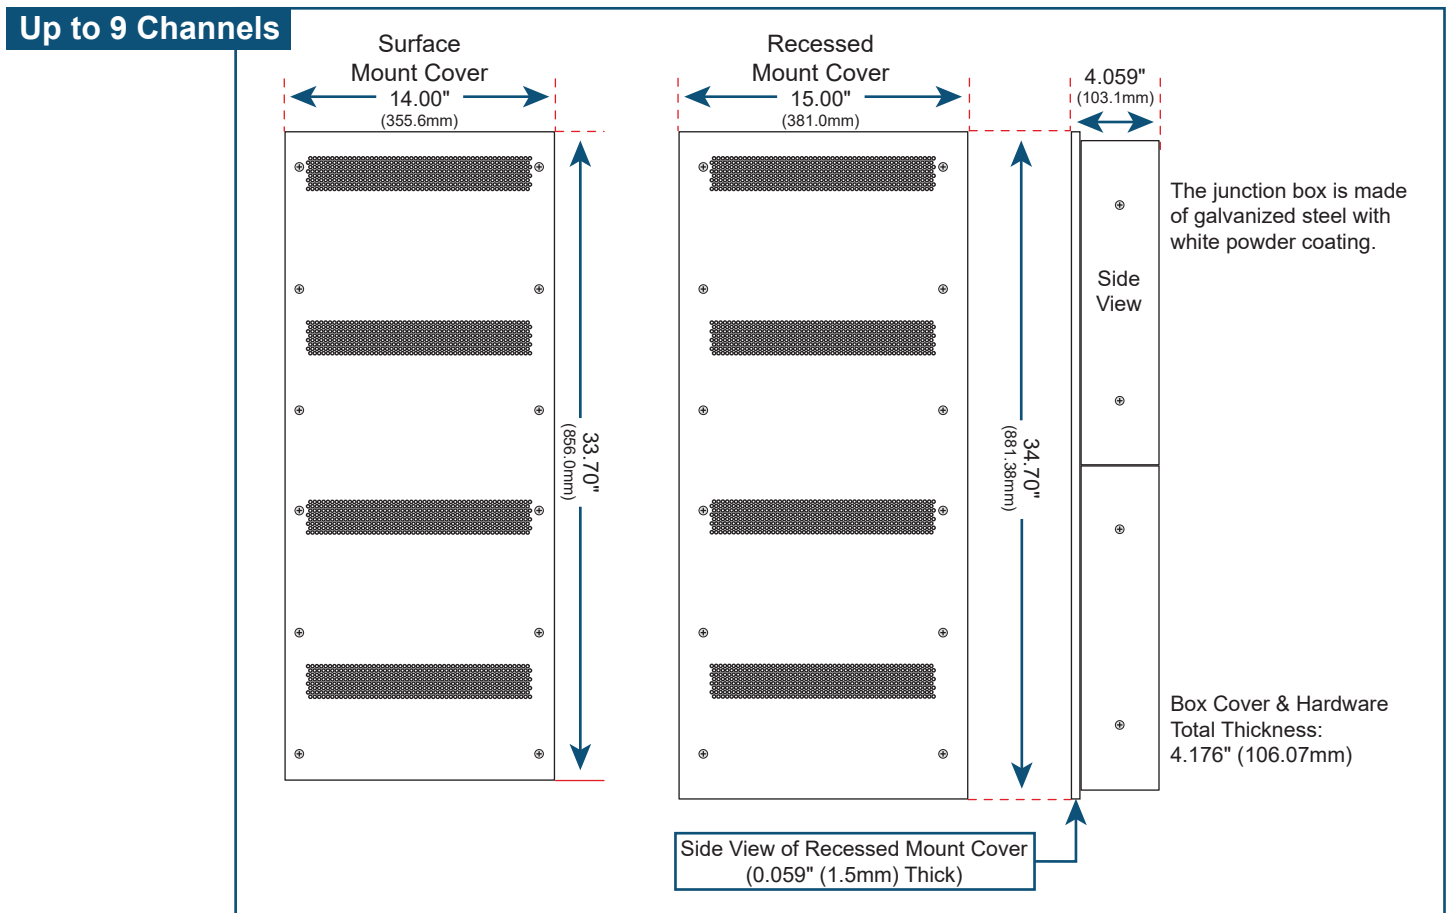 Up to 9 Channels
Surface
Mount Cover
14.00"
(355.6mm)
33.70"
(856.0mm)
Recessed
Mount Cover
15.00"
(381.0mm)
34.70"
(881.38mm)
4.059"
(103.1mm)
Side
View
The junction box is made
of galvanized steel with
white powder coating.
Box Cover & Hardware
Total Thickness:
4.176" (106.07mm)
Side View of Recessed Mount Cover
(0.059" (1.5mm) Thick)